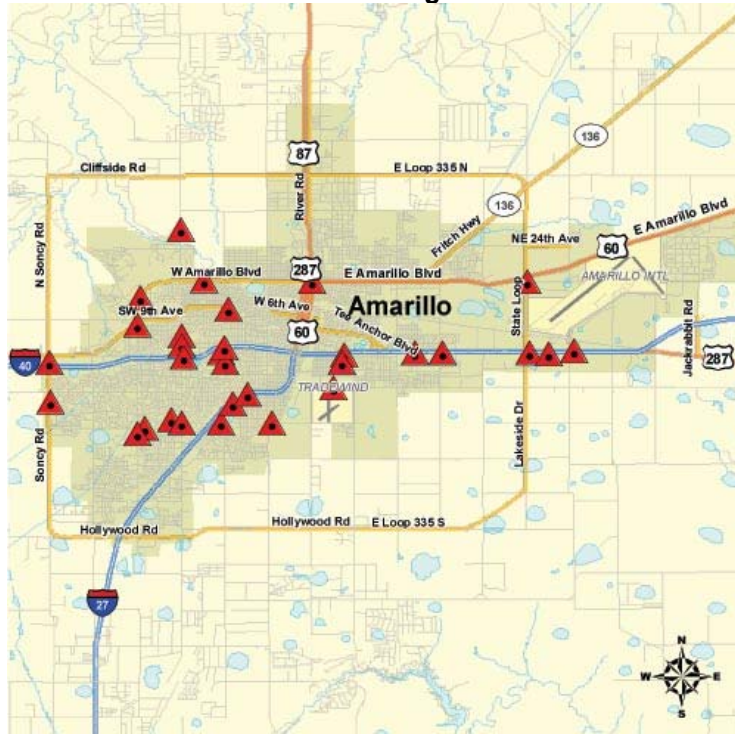 87
136
Cliffside Rd
E Loop 335 N
River Rd
136
N Soncy Rd
Fritch Hwy
NE 24th Ave
60
E Amarillo Blvd
W Amarillo Blvd
287
E Amarillo Blvd
AMARILLO INTL
SW 9th Ave
W 6th Ave
Amarillo
State Loop
60
Tee Anchor Blvd
Jackrabbit Rd
40
287
TRADEWIND
Soncy Rd
Lakeside Dr
Hollywood Rd
Hollywood Rd
E Loop 335 S
27
N
W
E
S